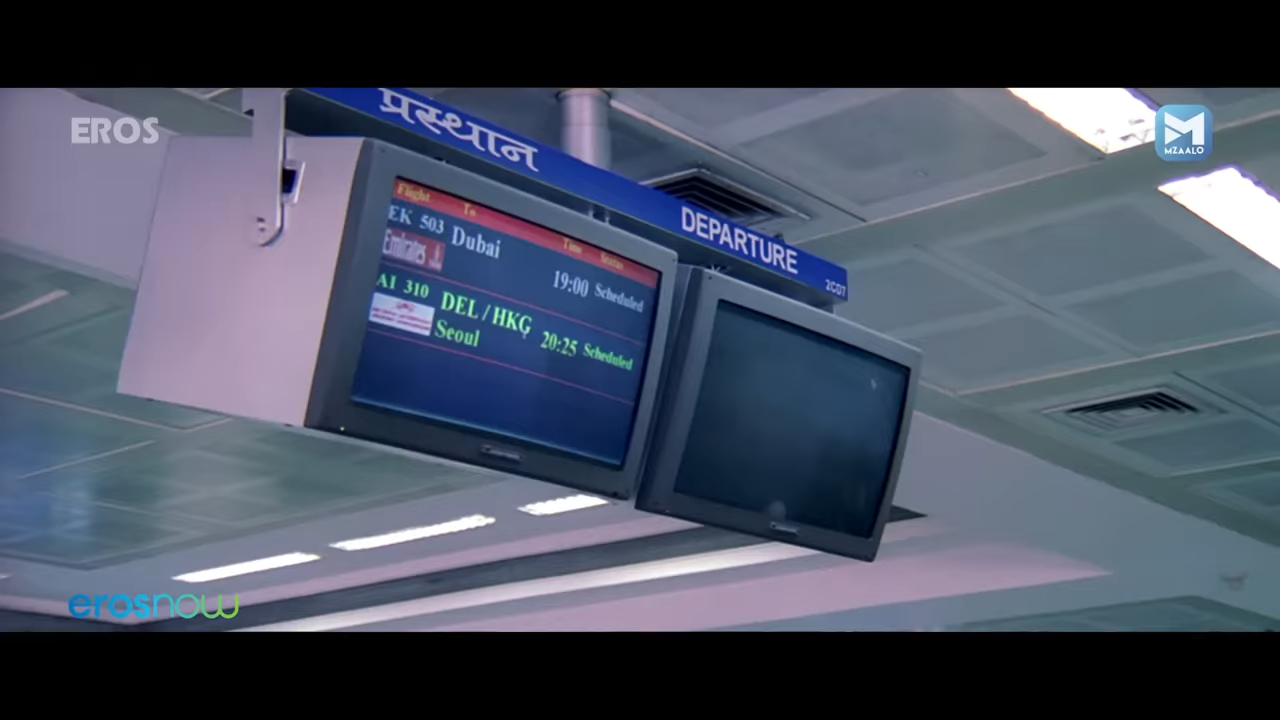 EROS
MZAALO
प्रस्थान
DEPARTURE
2C07
Flight To Time Status
EK 503 Dubai 19:00 Scheduled
Emirates
AI 310 DEL / HKG 20:25 Scheduled
Seoul
erosnow